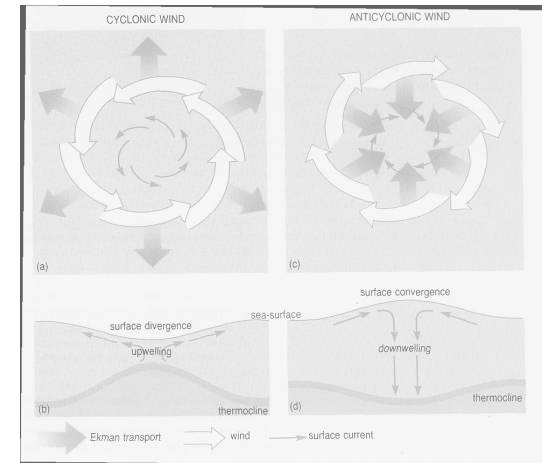 CYCLONIC WIND
ANTICYCLONIC WIND
(a)
(c)
surface convergence
sea-surface
surface divergence
upwelling
downwelling
(b)
thermocline
(d)
thermocline
Ekman transport
wind
surface current